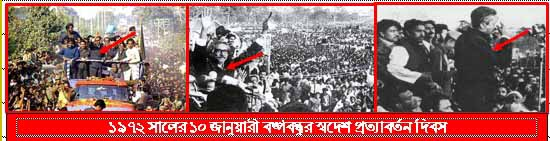 ১৯৭২ সালের ১০ জানুয়ারী বঙ্গবন্ধুর স্বদেশ প্রত্যাবর্তন দিবস